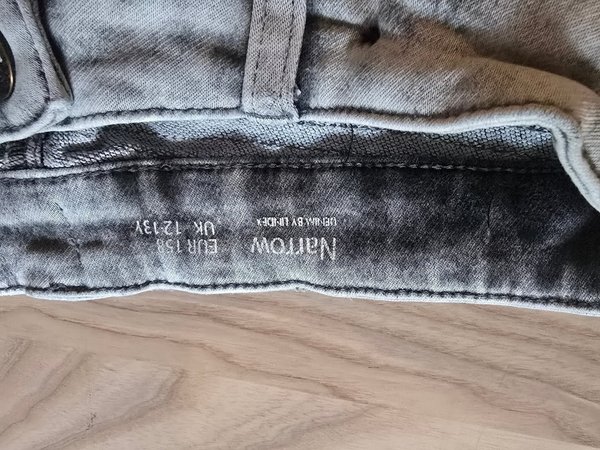 Narrow
DENIM BY LINDEX
EUR 158
UK 12-13Y